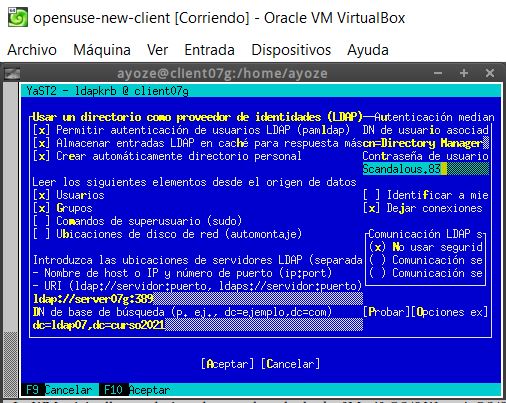 opensuse-new-client [Corriendo] - Oracle VM VirtualBox
Archivo Máquina Ver Entrada Dispositivos Ayuda
ayoze@client07g:/home/ayoze
YaST2 - ldapkrb @ client07g
Usar un directorio como proveedor de identidades (LDAP)—Autenticación median
[x] Permitir autenticación de usuarios LDAP (pamldap) DN de usuario asociad
[x] Almacenar entradas LDAP en caché para respuesta más cn=Directory Manager
[x] Crear automáticamente directorio personal Contraseña de usuario
Scandalous.83
Leer los siguientes elementos desde el origen de datos
[x] Usuarios [ ] Identificar a mie
[x] Grupos [x] Dejar conexiones
[ ] Comandos de superusuario (sudo)
[ ] Ubicaciones de disco de red (automontaje) Comunicación LDAP s
(x) No usar segurid
Introduzca las ubicaciones de servidores LDAP (separada ( ) Comunicación se
- Nombre de host o IP y número de puerto (ip:port) ( ) Comunicación se
- URI (ldap://servidor:puerto, ldaps://servidor:puerto)
ldap://server07g:389
DN de base de búsqueda (p. ej., dc=ejemplo,dc=com) [Probar][Opciones ex]
dc=ldap07,dc=curso2021
[Aceptar] [Cancelar]
F9 Cancelar F10 Aceptar